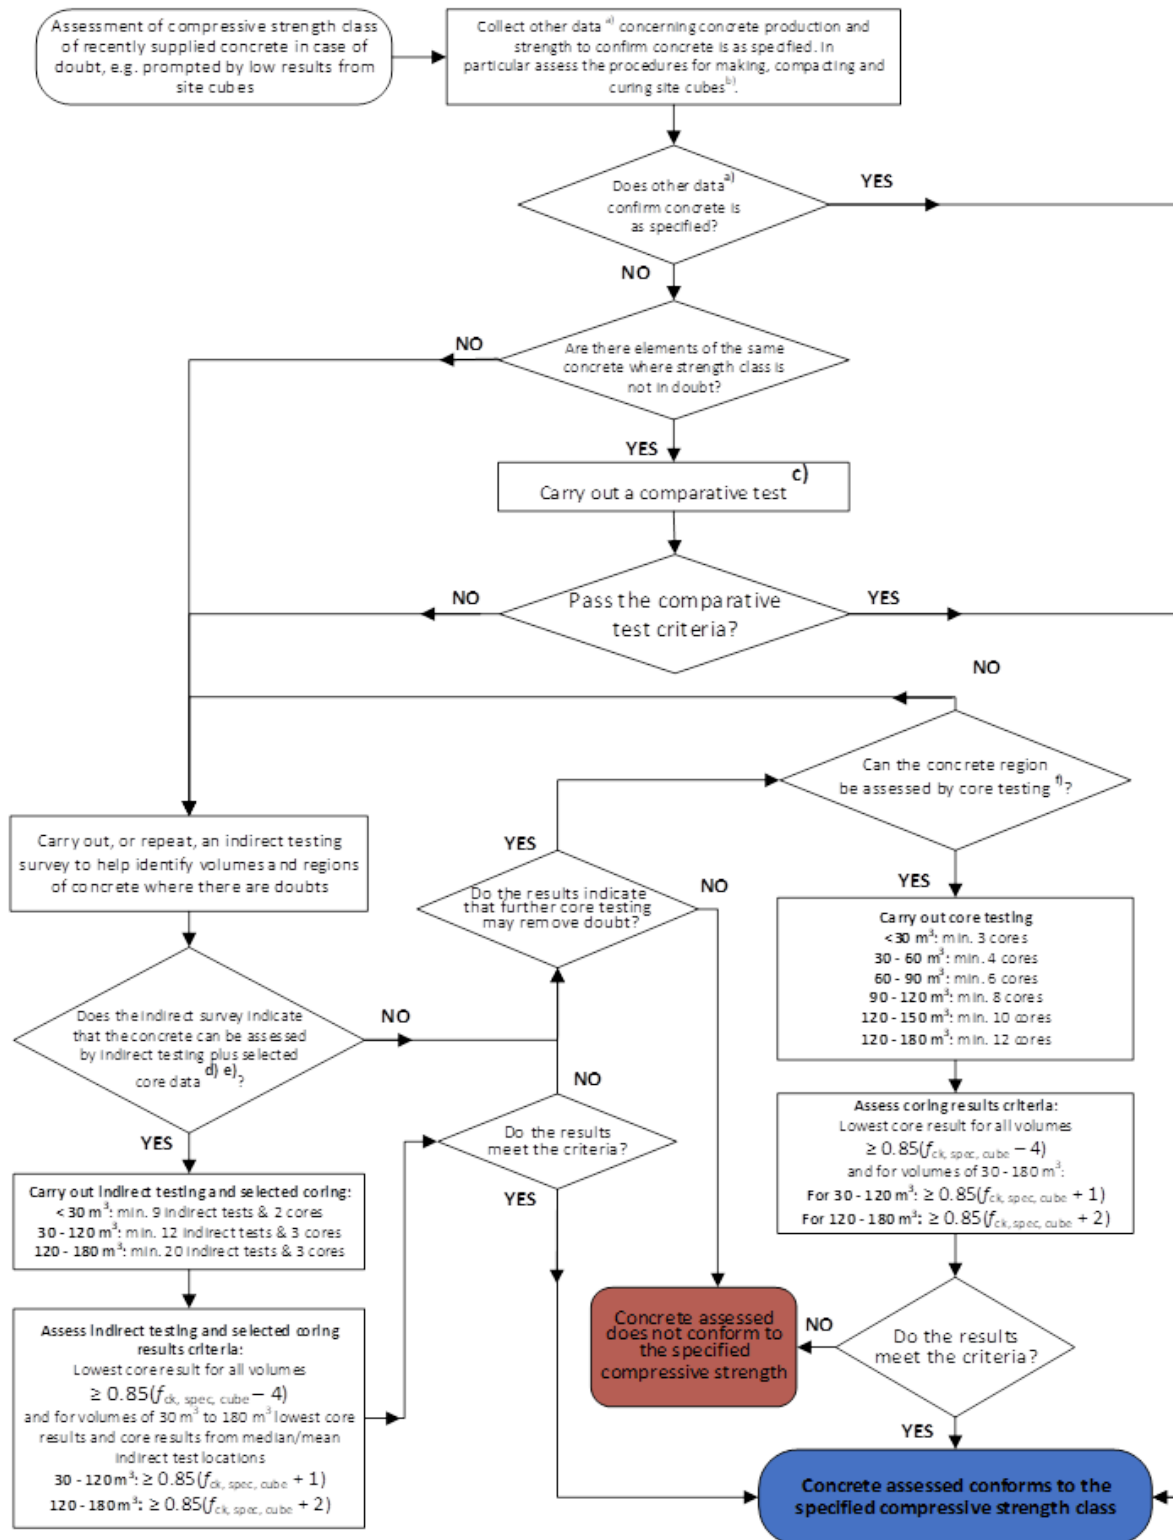 Assessment of compressive strength class
of recently supplied concrete in case of
doubt, e.g. prompted by low results from
site cubes
Collect other data a) concerning concrete production and
strength to confirm concrete is as specified. In
particular assess the procedures for making, compacting and
curing site cubes b).
Does other data a)
confirm concrete is
as specified?
YES
NO
Are there elements of the same
concrete where strength class is
not in doubt?
NO
YES
Carry out a comparative test c)
Pass the comparative
test criteria?
NO
YES
NO
Can the concrete region
be assessed by core testing f)?
YES
Carry out, or repeat, an indirect testing
survey to help identify volumes and regions
of concrete where there are doubts
YES
Do the results indicate
that further core testing
may remove doubt?
NO
Carry out core testing
<30 m³: min. 3 cores
30 - 60 m³: min. 4 cores
60 - 90 m³: min. 6 cores
90 - 120 m³: min. 8 cores
120 - 150 m³: min. 10 cores
120 - 180 m³: min. 12 cores
Does the indirect survey indicate
that the concrete can be assessed
by indirect testing plus selected
core data d) e)?
NO
YES
NO
Do the results
meet the criteria?
YES
Assess coring results criteria:
Lowest core result for all volumes
≥ 0.85(fck, spec, cube − 4)
and for volumes of 30 - 180 m³:
For 30 - 120 m³: ≥ 0.85(fck, spec, cube + 1)
For 120 - 180 m³: ≥ 0.85(fck, spec, cube + 2)
Carry out indirect testing and selected coring:
< 30 m³: min. 9 indirect tests & 2 cores
30 - 120 m³: min. 12 indirect tests & 3 cores
120 - 180 m³: min. 20 indirect tests & 3 cores
Assess indirect testing and selected coring
results criteria:
Lowest core result for all volumes
≥ 0.85(fck, spec, cube − 4)
and for volumes of 30 m³ to 180 m³ lowest core
results and core results from median/mean
indirect test locations
30 - 120 m³: ≥ 0.85(fck, spec, cube + 1)
120 - 180 m³: ≥ 0.85(fck, spec, cube + 2)
Concrete assessed
does not conform to
the specified
compressive strength
NO
Do the results
meet the criteria?
YES
Concrete assessed conforms to the
specified compressive strength class